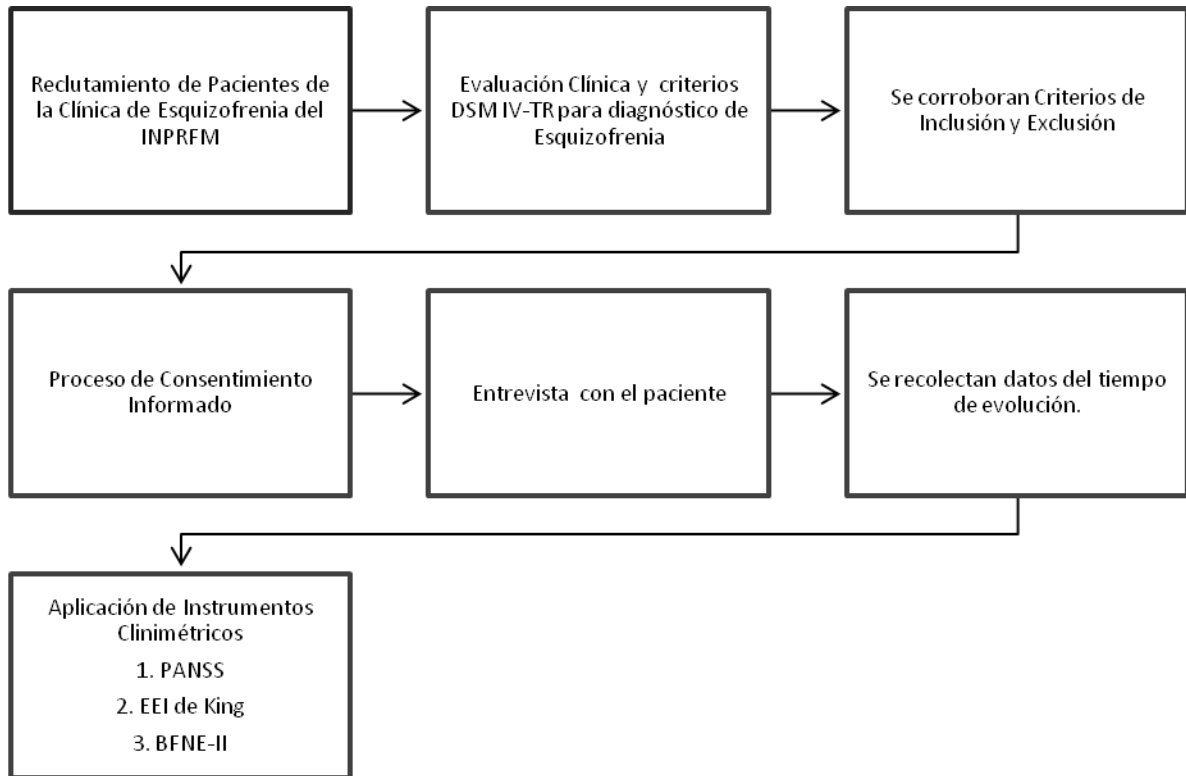 Reclutamiento de Pacientes de
la Clínica de Esquizofrenia del
INPRFM
Evaluación Clínica y criterios
DSM IV-TR para diagnóstico de
Esquizofrenia
Se corroboran Criterios de
Inclusión y Exclusión
Proceso de Consentimiento
Informado
Entrevista con el paciente
Se recolectan datos del tiempo
de evolución.
Aplicación de Instrumentos
Clinimétricos
1. PANSS
2. EEI de King
3. BFNE-II